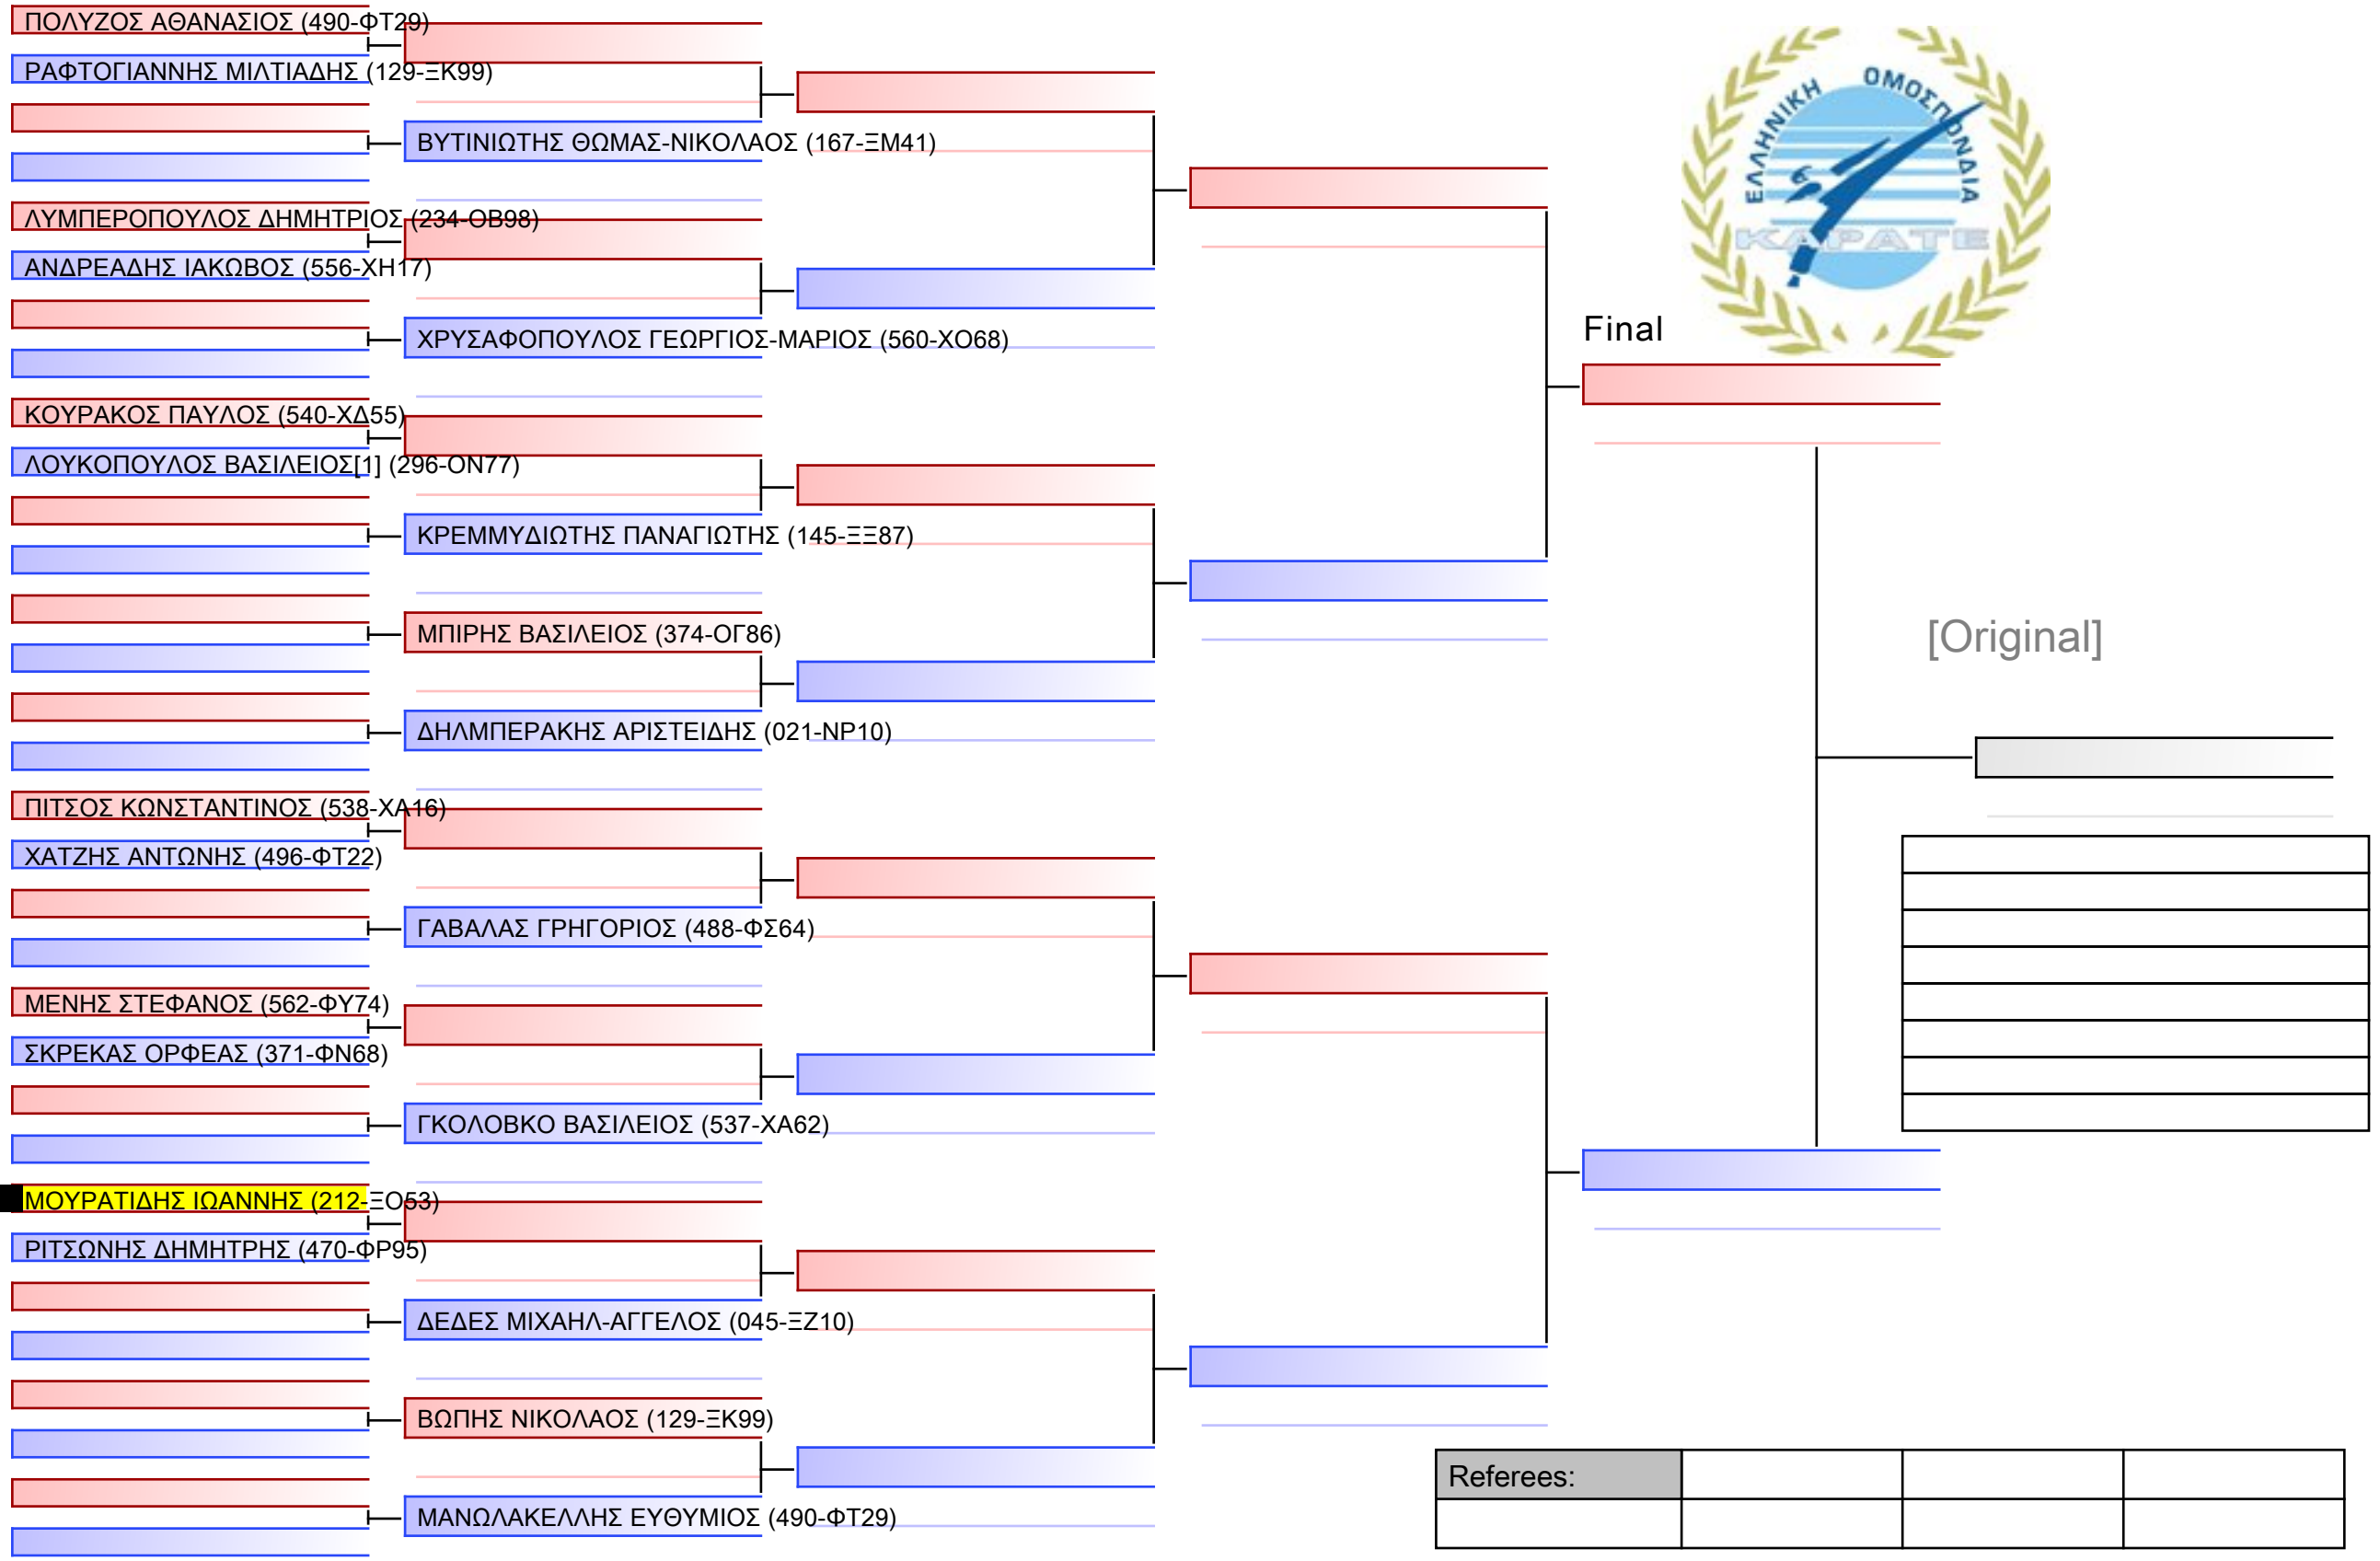 ΠΟΛΥΖΟΣ ΑΘΑΝΑΣΙΟΣ (490-ΦΤ29)
ΡΑΦΤΟΓΙΑΝΝΗΣ ΜΙΛΤΙΑΔΗΣ (129-ΞΚ99)
ΒΥΤΙΝΙΩΤΗΣ ΘΩΜΑΣ-ΝΙΚΟΛΑΟΣ (167-ΞΜ41)
ΛΥΜΠΕΡΟΠΟΥΛΟΣ ΔΗΜΗΤΡΙΟΣ (234-ΟΒ98)
ΑΝΔΡΕΑΔΗΣ ΙΑΚΩΒΟΣ (556-ΧΗ17)
ΧΡΥΣΑΦΟΠΟΥΛΟΣ ΓΕΩΡΓΙΟΣ-ΜΑΡΙΟΣ (560-ΧΟ68)
ΚΟΥΡΑΚΟΣ ΠΑΥΛΟΣ (540-ΧΔ55)
ΛΟΥΚΟΠΟΥΛΟΣ ΒΑΣΙΛΕΙΟΣ[1] (296-ΟΝ77)
ΚΡΕΜΜΥΔΙΩΤΗΣ ΠΑΝΑΓΙΩΤΗΣ (145-ΞΞ87)
ΜΠΙΡΗΣ ΒΑΣΙΛΕΙΟΣ (374-ΟΓ86)
ΔΗΛΜΠΕΡΑΚΗΣ ΑΡΙΣΤΕΙΔΗΣ (021-ΝΡ10)
ΠΙΤΣΟΣ ΚΩΝΣΤΑΝΤΙΝΟΣ (538-ΧΑ16)
ΧΑΤΖΗΣ ΑΝΤΩΝΗΣ (496-ΦΤ22)
ΓΑΒΑΛΑΣ ΓΡΗΓΟΡΙΟΣ (488-ΦΣ64)
ΜΕΝΗΣ ΣΤΕΦΑΝΟΣ (562-ΦΥ74)
ΣΚΡΕΚΑΣ ΟΡΦΕΑΣ (371-ΦΝ68)
ΓΚΟΛΟΒΚΟ ΒΑΣΙΛΕΙΟΣ (537-ΧΑ62)
ΜΟΥΡΑΤΙΔΗΣ ΙΩΑΝΝΗΣ (212-ΞΟ53)
ΡΙΤΣΩΝΗΣ ΔΗΜΗΤΡΗΣ (470-ΦΡ95)
ΔΕΔΕΣ ΜΙΧΑΗΛ-ΑΓΓΕΛΟΣ (045-ΞΖ10)
ΒΩΠΗΣ ΝΙΚΟΛΑΟΣ (129-ΞΚ99)
ΜΑΝΩΛΑΚΕΛΛΗΣ ΕΥΘΥΜΙΟΣ (490-ΦΤ29)
ΕΛΛΗΝΙΚΗ ΟΜΟΣΠΟΝΔΙΑ
ΚΑΡΑΤΕ
Final
[Original]
Referees: